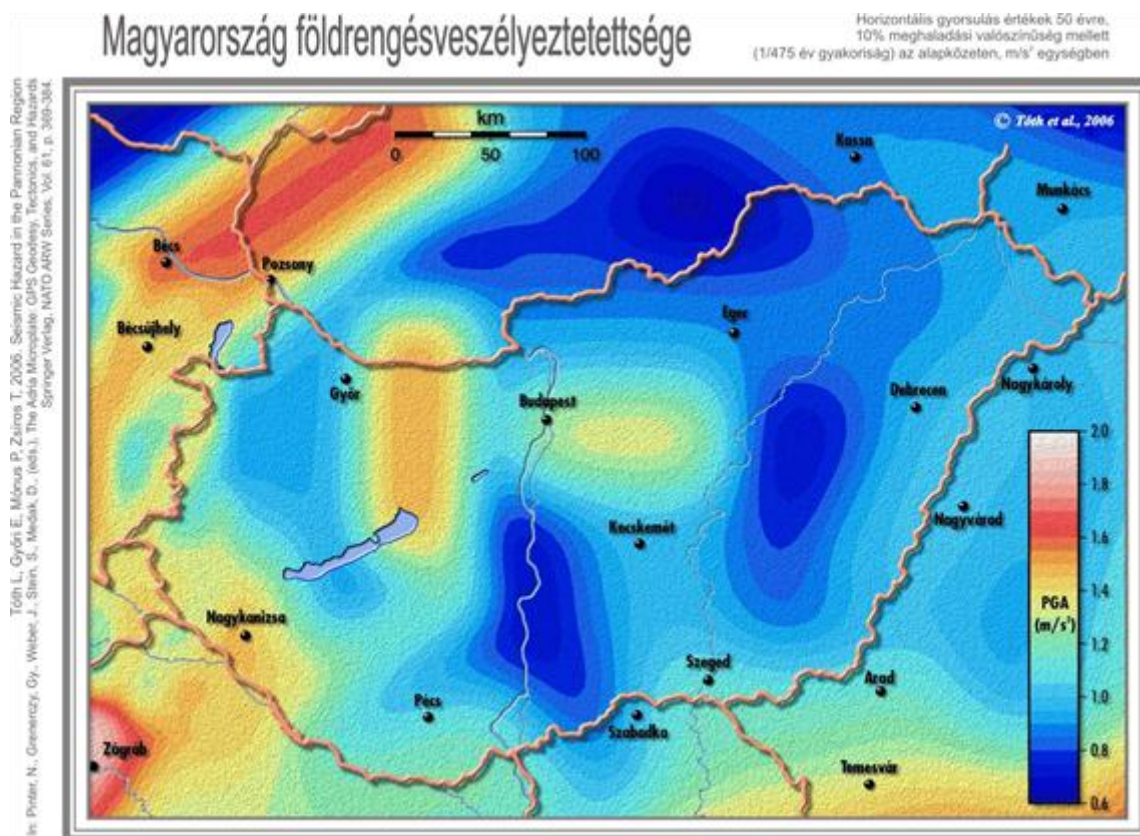 Magyarország földrengésveszélyeztetettsége
Horizontális gyorsulás értékek 50 évre,
10% meghaladási valószínűség mellett
(1/475 év gyakoriság) az alapkőzeten, m/s² egységben
Tóth L, Győri E, Mónus P, Zsíros T, 2006. Seismic Hazard in the Pannonian Region
In: Pinter, N., Grenerczy, Gy., Weber, J., Stein, S., Medak, D., (eds.), The Adria Microplate: GPS Geodesy, Tectonics, and Hazards
Springer Verlag, NATO ARW Series, Vol. 61, p. 369-384.
km
0 50 100
© Tóth et al., 2006
Kassa
Munkács
Bécs
Pozsony
Bécsújhely
Eger
Győr
Budapest
Debrecen
Nagykároly
Kecskemét
Nagyvárad
Nagykanizsa
Szeged
Arad
Pécs
Szabadka
Zágráb
Temesvár
2.0
1.8
1.6
1.4
PGA
(m/s²)
1.2
1.0
0.8
0.6